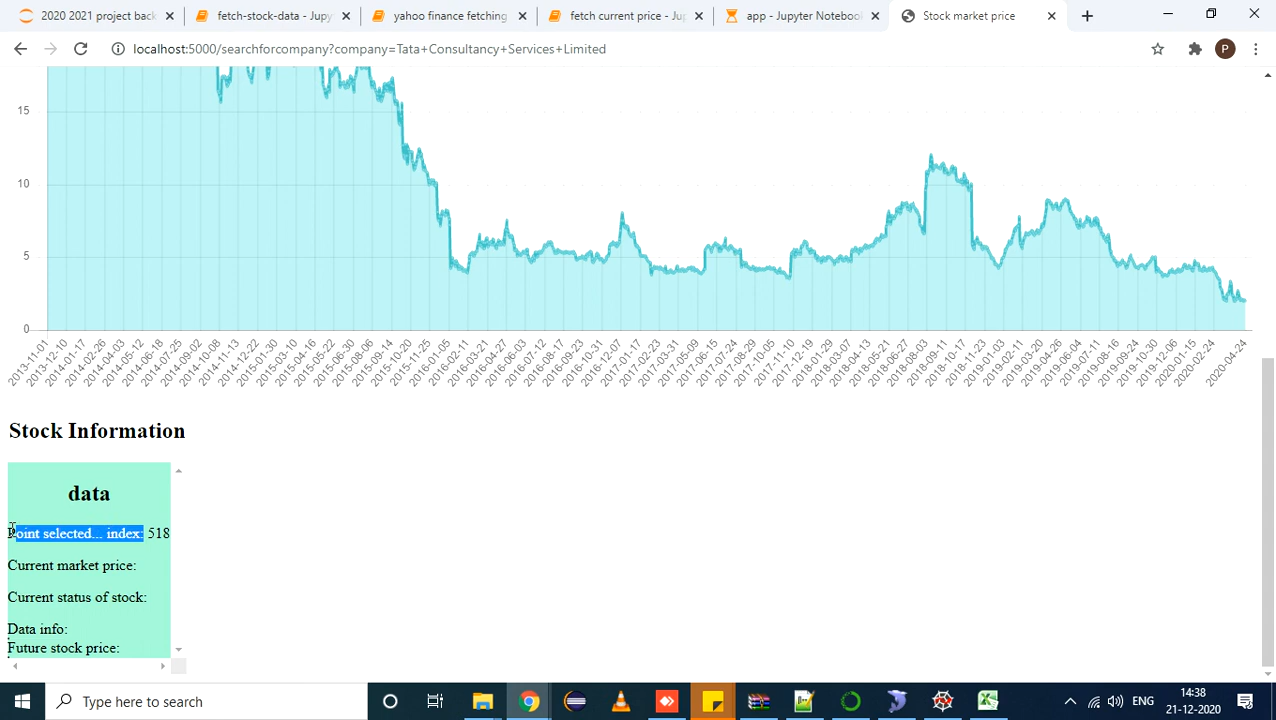 2020 2021 project back
fetch-stock-data - Jupy
yahoo finance fetching
fetch current price - Ju
app - Jupyter Notebook
Stock market price
localhost:5000/searchforcompany?company=Tata+Consultancy+Services+Limited
P
15
10
5
0
2013-11-01 2013-12-10 2014-01-17 2014-02-26 2014-04-03 2014-05-12 2014-06-18 2014-07-25 2014-09-02 2014-10-08 2014-11-13 2014-12-22 2015-01-30 2015-03-10 2015-04-16 2015-05-22 2015-06-30 2015-08-06 2015-09-14 2015-10-20 2015-11-25 2016-01-05 2016-02-11 2016-03-21 2016-04-27 2016-06-03 2016-07-12 2016-08-18 2016-09-23 2016-10-31 2016-12-07 2017-01-17 2017-02-23 2017-03-31 2017-05-09 2017-06-15 2017-07-24 2017-08-29 2017-10-05 2017-11-10 2017-12-19 2018-01-29 2018-03-07 2018-04-13 2018-05-21 2018-06-27 2018-08-03 2018-09-11 2018-10-17 2018-11-23 2019-01-03 2019-02-11 2019-03-20 2019-04-26 2019-06-04 2019-07-11 2019-08-16 2019-09-24 2019-10-30 2019-12-06 2020-01-15 2020-02-24 2020-04-24
Stock Information
data
Point selected... index: 518
Current market price:
Current status of stock:
Data info:
Future stock price:
Type here to search
ENG
14:38
21-12-2020